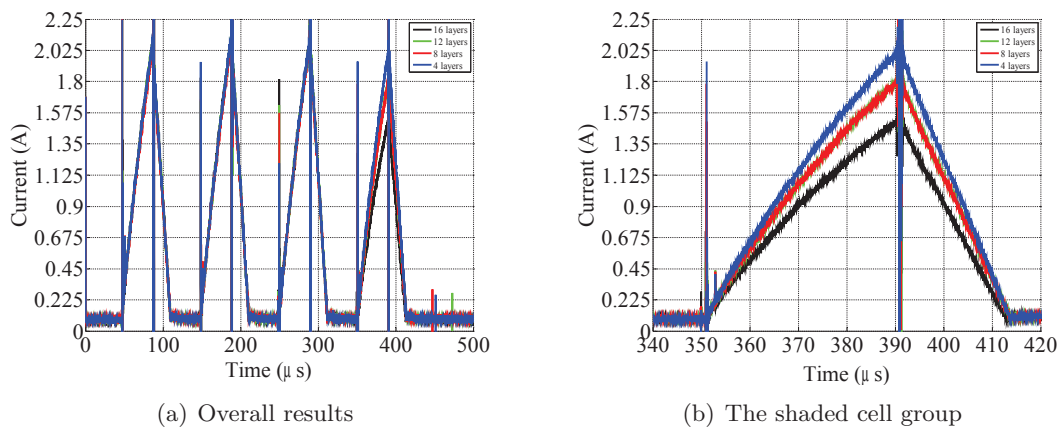 2.25
2.025
1.8
1.575
1.35
1.125
0.9
0.675
0.45
0.225
0
Current (A)
16 layers
12 layers
8 layers
4 layers
0 100 200 300 400 500
Time (μ s)
(a) Overall results
2.25
2.025
1.8
1.575
1.35
1.125
0.9
0.675
0.45
0.225
0
Current (A)
16 layers
12 layers
8 layers
4 layers
340 350 360 370 380 390 400 410 420
Time (μ s)
(b) The shaded cell group